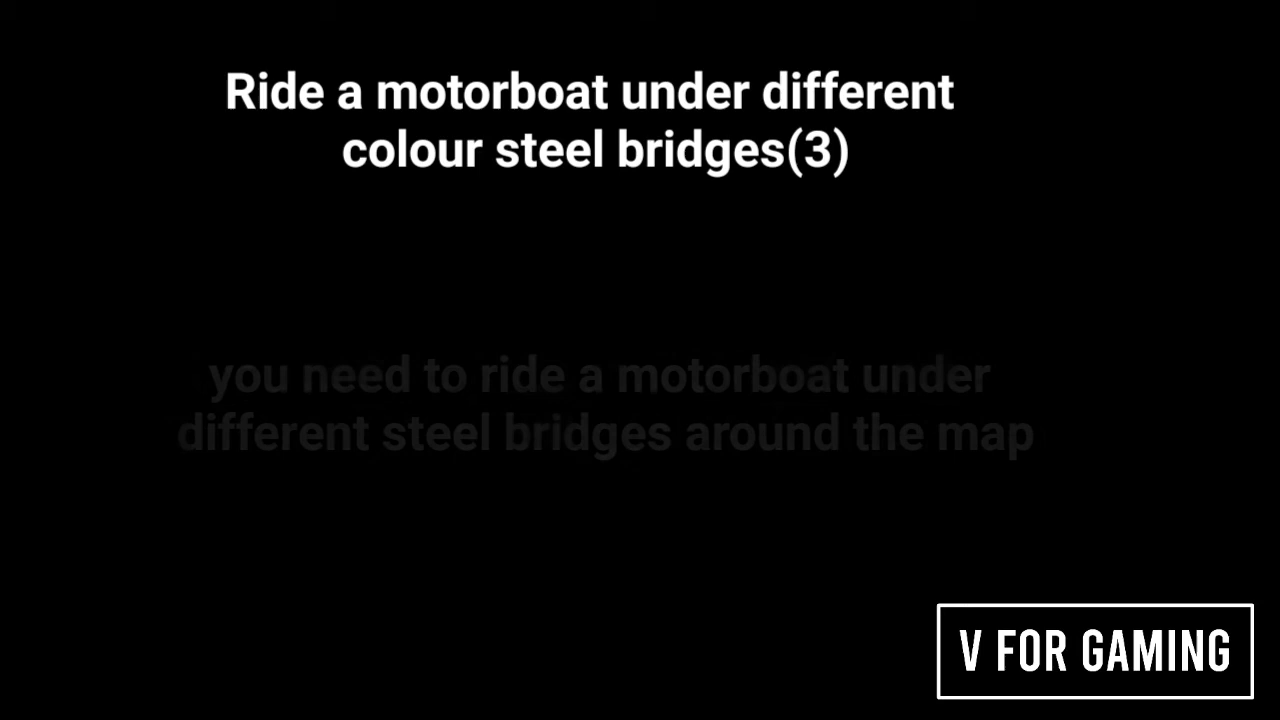 Ride a motorboat under different
colour steel bridges(3)
you need to ride a motorboat under
different steel bridges around the map
V FOR GAMING